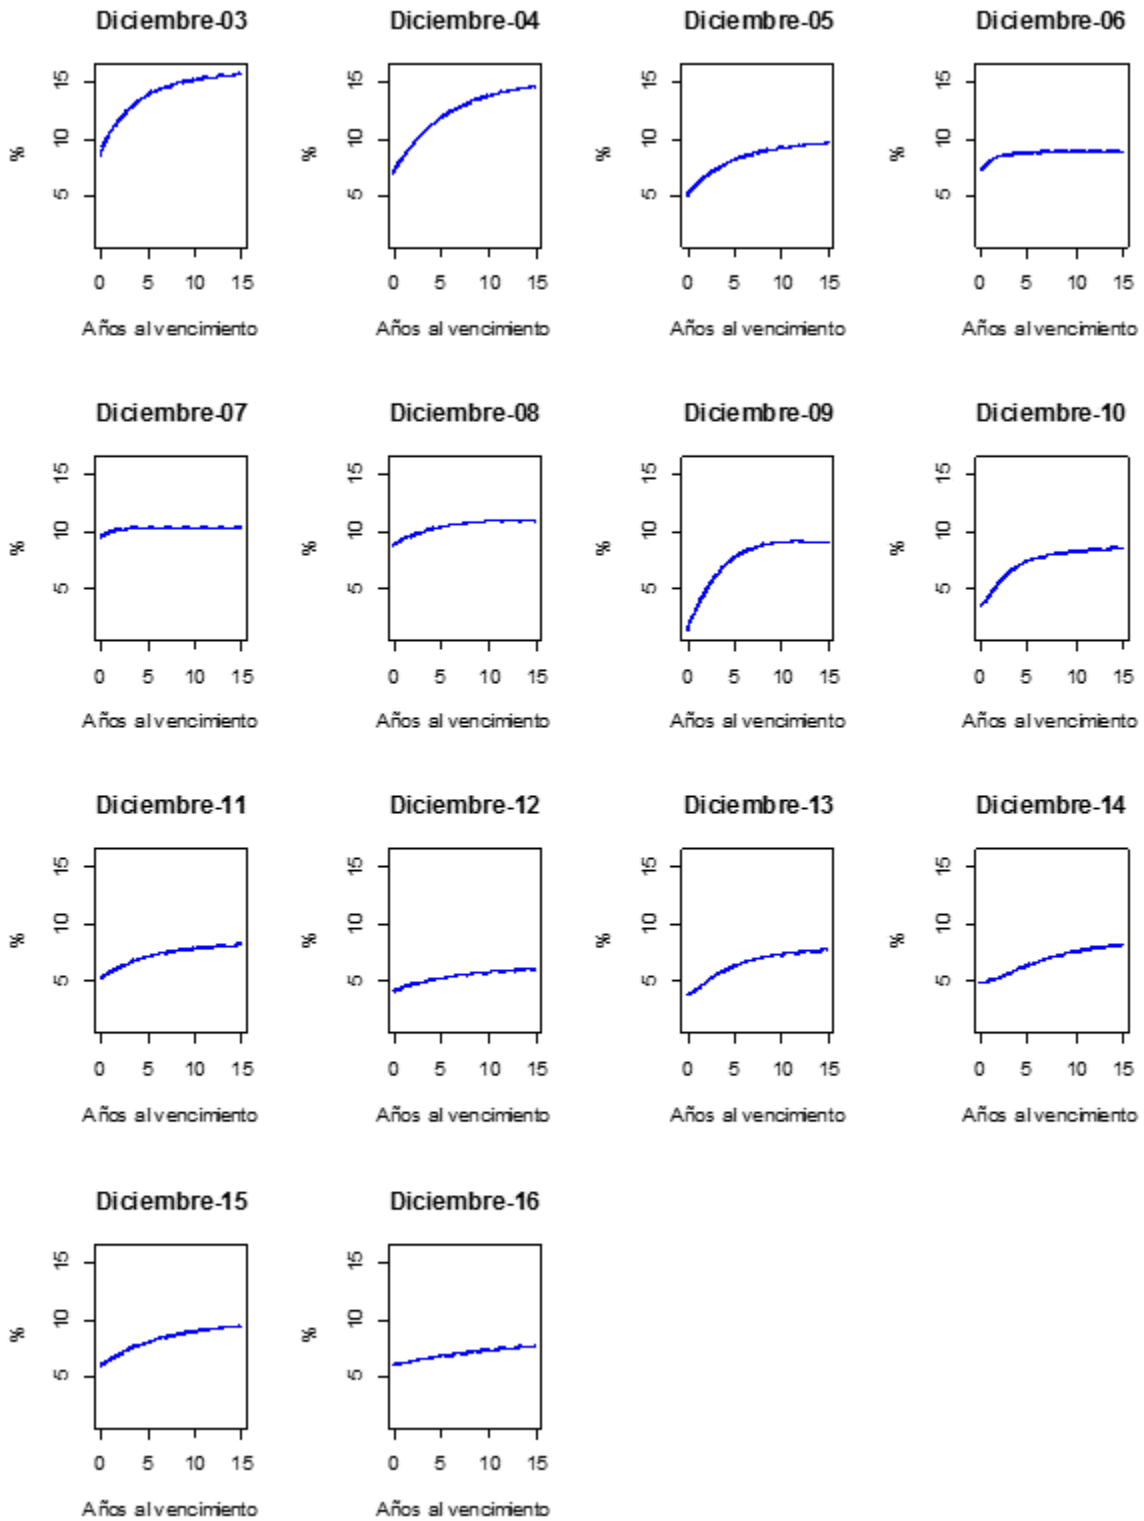 Diciembre-03 Diciembre-04 Diciembre-05 Diciembre-06
15 15 15 15
10 10 10 10
% % % %
5 5 5 5
0 5 10 15 0 5 10 15 0 5 10 15 0 5 10 15
Años al vencimiento Años al vencimiento Años al vencimiento Años al vencimiento
Diciembre-07 Diciembre-08 Diciembre-09 Diciembre-10
15 15 15 15
10 10 10 10
% % % %
5 5 5 5
0 5 10 15 0 5 10 15 0 5 10 15 0 5 10 15
Años al vencimiento Años al vencimiento Años al vencimiento Años al vencimiento
Diciembre-11 Diciembre-12 Diciembre-13 Diciembre-14
15 15 15 15
10 10 10 10
% % % %
5 5 5 5
0 5 10 15 0 5 10 15 0 5 10 15 0 5 10 15
Años al vencimiento Años al vencimiento Años al vencimiento Años al vencimiento
Diciembre-15 Diciembre-16
15 15
10 10
% %
5 5
0 5 10 15 0 5 10 15
Años al vencimiento Años al vencimiento